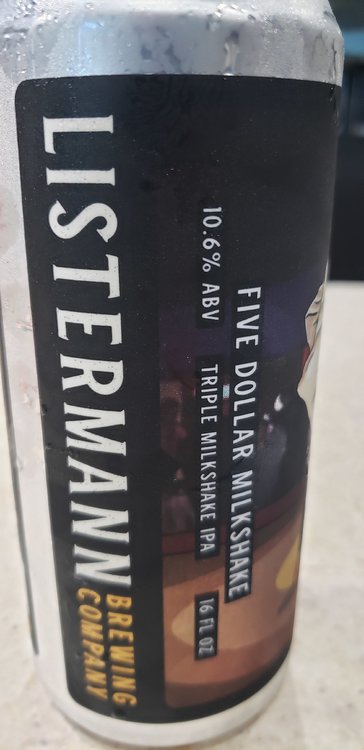 FIVE DOLLAR MILKSHAKE
10.6% ABV TRIPLE MILKSHAKE IPA 16 FL OZ
LISTERMANN
BREWING
COMPANY